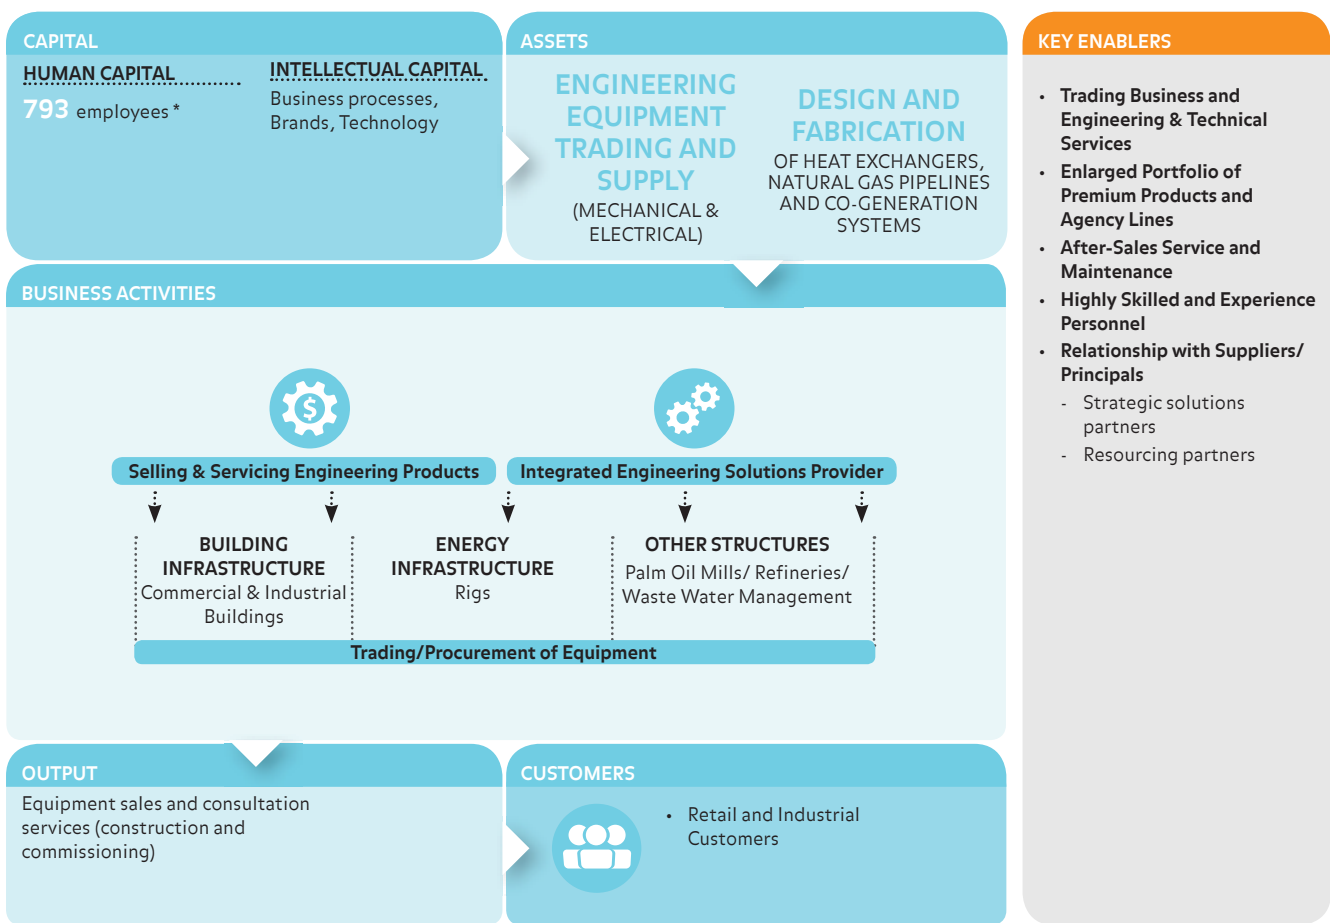 CAPITAL
HUMAN CAPITAL
793 employees *
INTELLECTUAL CAPITAL
Business processes,
Brands, Technology
ASSETS
ENGINEERING
EQUIPMENT
TRADING AND
SUPPLY
(MECHANICAL &
ELECTRICAL)
DESIGN AND
FABRICATION
OF HEAT EXCHANGERS,
NATURAL GAS PIPELINES
AND CO-GENERATION
SYSTEMS
BUSINESS ACTIVITIES
$
Selling & Servicing Engineering Products
Integrated Engineering Solutions Provider
BUILDING
INFRASTRUCTURE
Commercial & Industrial
Buildings
ENERGY
INFRASTRUCTURE
Rigs
OTHER STRUCTURES
Palm Oil Mills/ Refineries/
Waste Water Management
Trading/Procurement of Equipment
OUTPUT
Equipment sales and consultation
services (construction and
commissioning)
CUSTOMERS
• Retail and Industrial
Customers
KEY ENABLERS
• Trading Business and
Engineering & Technical
Services
• Enlarged Portfolio of
Premium Products and
Agency Lines
• After-Sales Service and
Maintenance
• Highly Skilled and Experience
Personnel
• Relationship with Suppliers/
Principals
- Strategic solutions
partners
- Resourcing partners